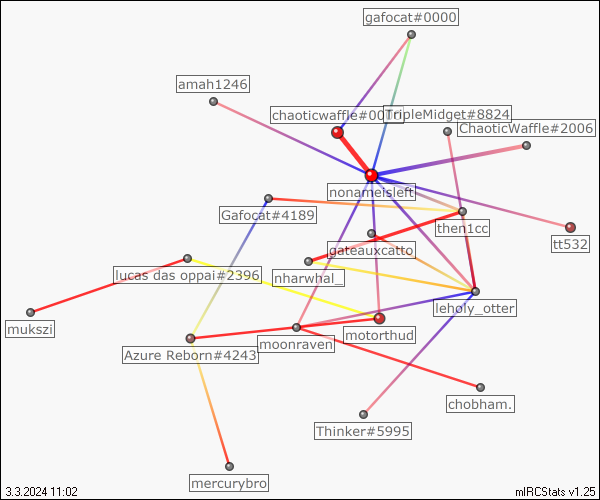 gafocat#0000
amah1246
chaoticwaffle#00
TripleMidget#8824
ChaoticWaffle#2006
nonameisleft
Gafocat#4189
then1cc
tt532
gateauxcatto
lucas das oppai#2396
nharwhal_
leholy_otter
mukszi
Azure Reborn#4243
moonraven
motorthud
chobham.
Thinker#5995
mercurybro
3.3.2024 11:02
mIRCStats v1.25